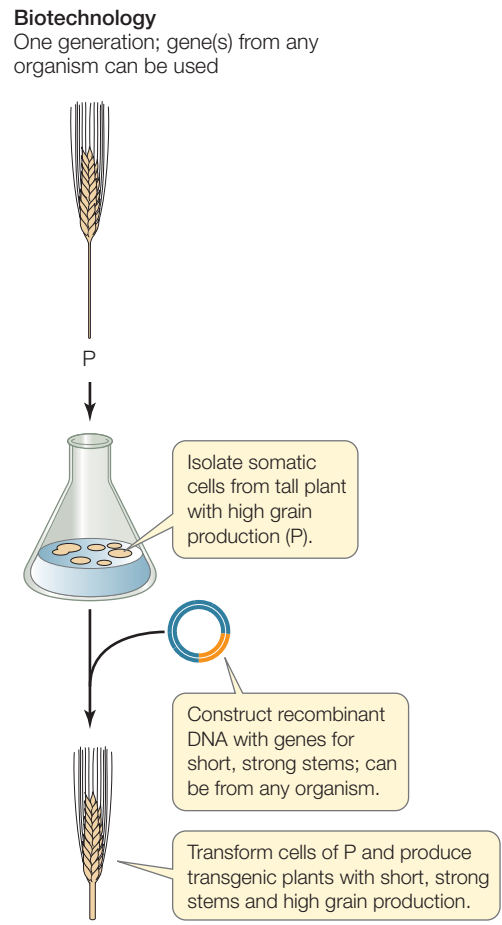 Biotechnology
One generation; gene(s) from any
organism can be used
P
Isolate somatic
cells from tall plant
with high grain
production (P).
Construct recombinant
DNA with genes for
short, strong stems; can
be from any organism.
Transform cells of P and produce
transgenic plants with short, strong
stems and high grain production.